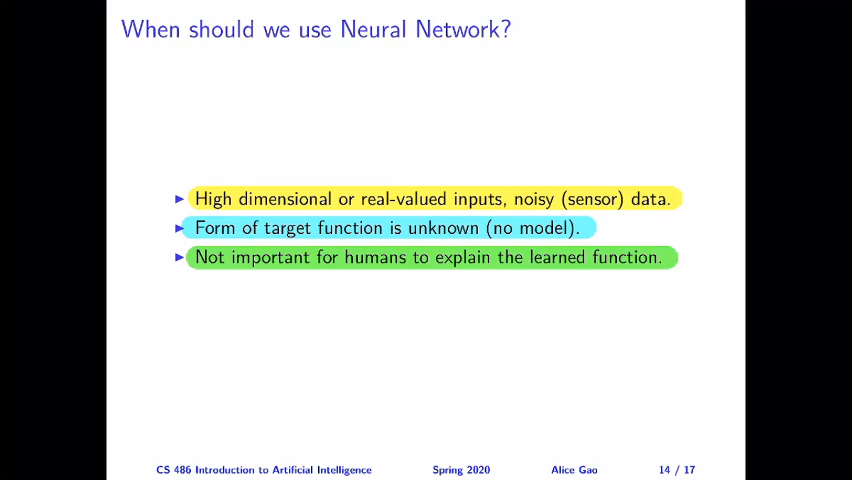 When should we use Neural Network?
▶ High dimensional or real-valued inputs, noisy (sensor) data.
▶ Form of target function is unknown (no model).
▶ Not important for humans to explain the learned function.
CS 486 Introduction to Artificial Intelligence Spring 2020 Alice Gao 14 / 17